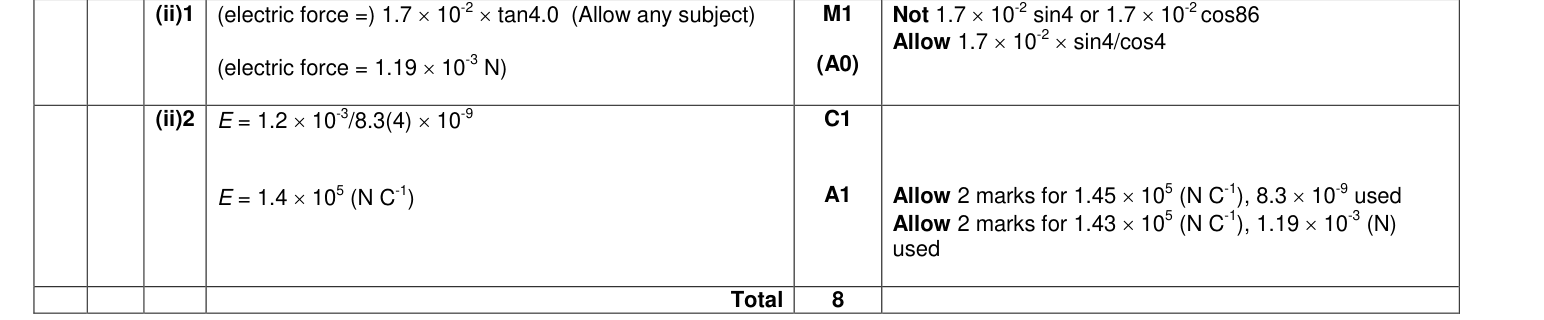 (ii)1 (electric force =) 1.7 × 10⁻² × tan4.0 (Allow any subject) M1 Not 1.7 × 10⁻² sin4 or 1.7 × 10⁻² cos86
Allow 1.7 × 10⁻² × sin4/cos4
(electric force = 1.19 × 10⁻³ N) (A0)
(ii)2 E = 1.2 × 10⁻³/8.3(4) × 10⁻⁹ C1
E = 1.4 × 10⁵ (N C⁻¹) A1 Allow 2 marks for 1.45 × 10⁵ (N C⁻¹), 8.3 × 10⁻⁹ used
Allow 2 marks for 1.43 × 10⁵ (N C⁻¹), 1.19 × 10⁻³ (N)
used
Total 8